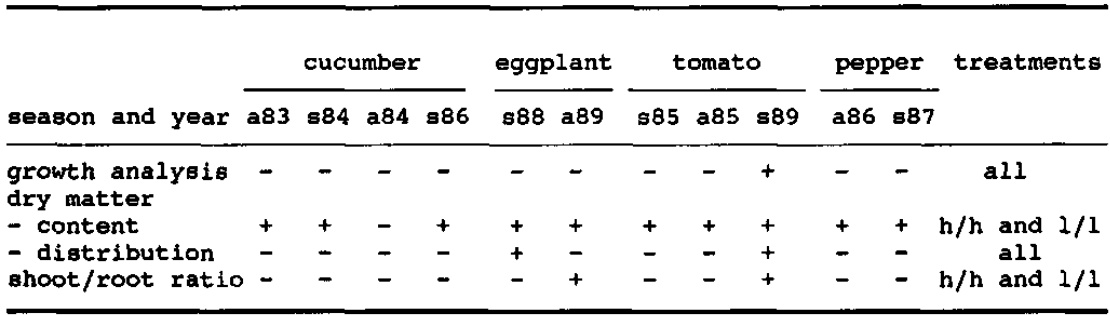 cucumber eggplant tomato pepper treatments
season and year a83 s84 a84 s86 s88 a89 s85 a85 s89 a86 s87
growth analysis - - - - - - - - + - - all
dry matter
- content + + - + + + + + + + + h/h and l/l
- distribution - - - - + - - - + - - all
shoot/root ratio - - - - - + - - + - - h/h and l/l